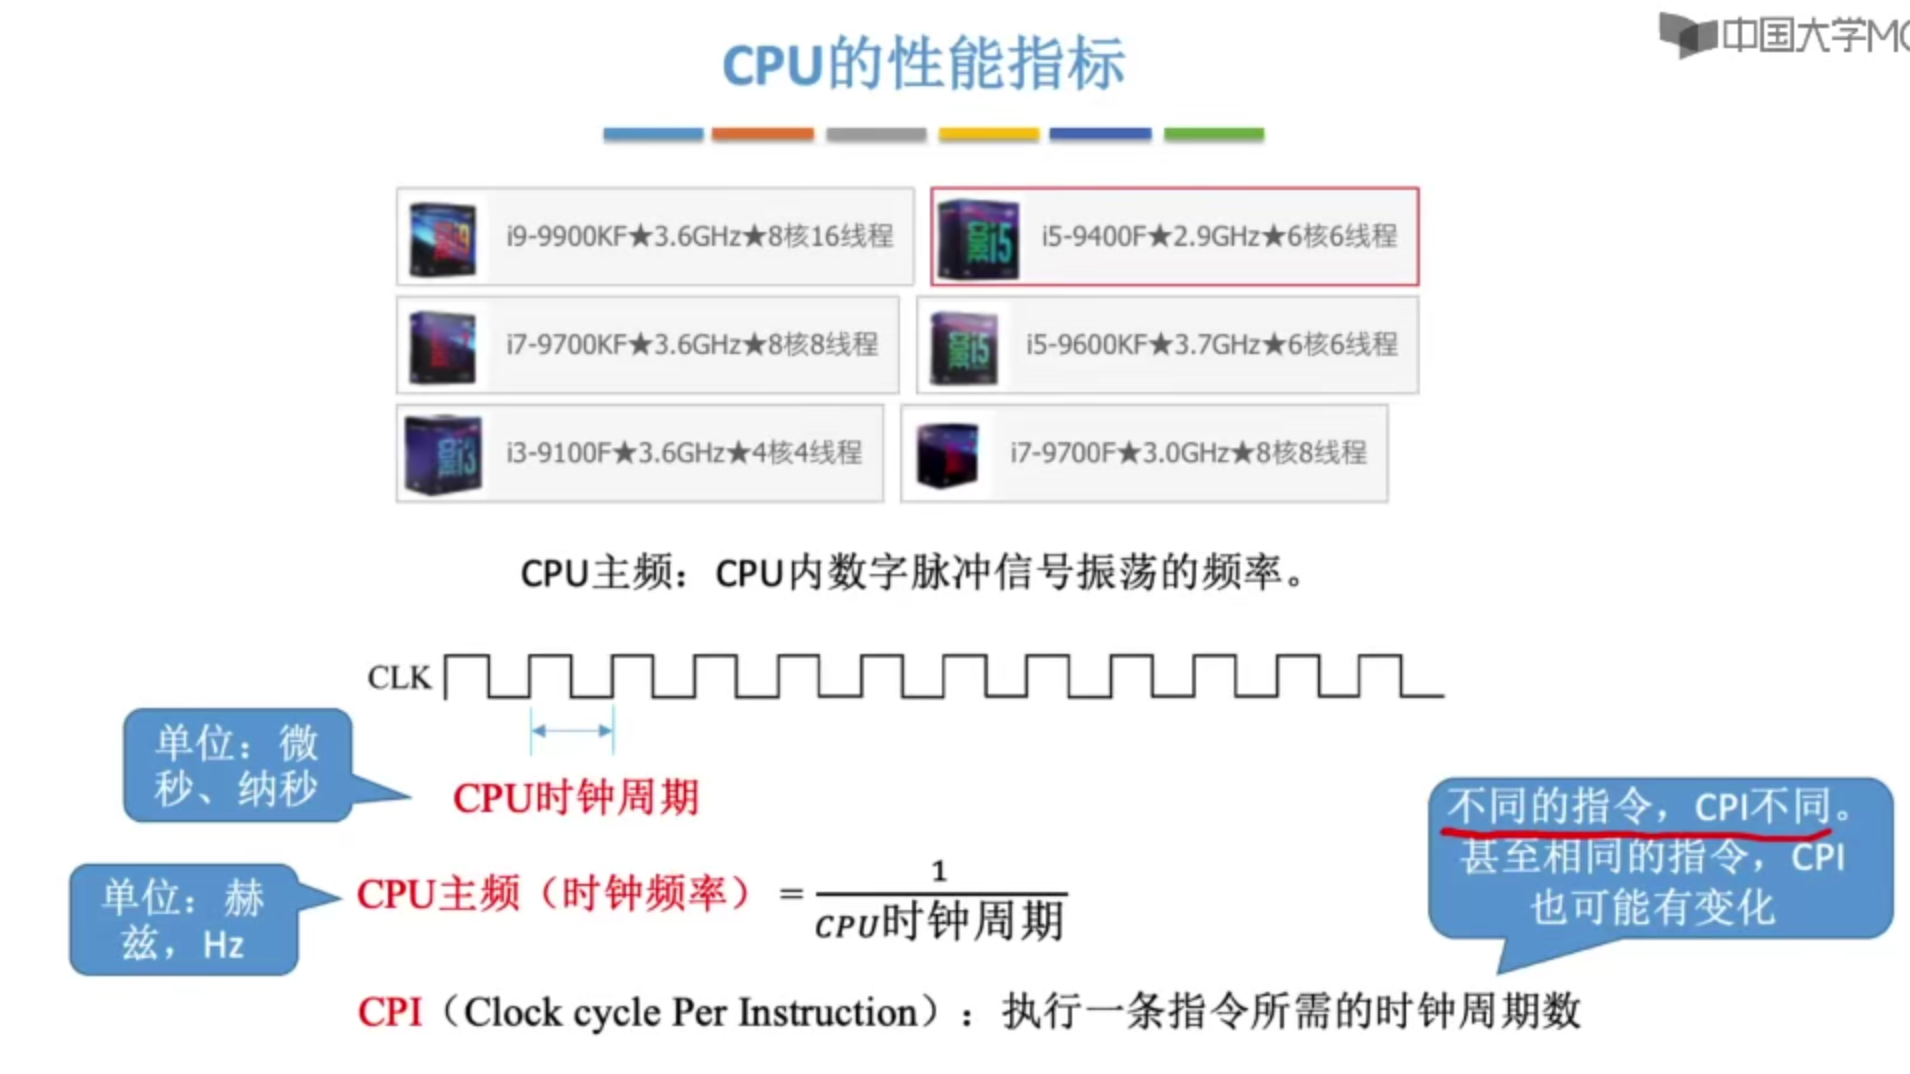 中国大学MO
CPU的性能指标
i9-9900KF★3.6GHz★8核16线程
i5-9400F★2.9GHz★6核6线程
i7-9700KF★3.6GHz★8核8线程
i5-9600KF★3.7GHz★6核6线程
i3-9100F★3.6GHz★4核4线程
i7-9700F★3.0GHz★8核8线程
CPU主频：CPU内数字脉冲信号振荡的频率。
CLK
单位：微
秒、纳秒
CPU时钟周期
不同的指令，CPI不同。
甚至相同的指令，CPI
也可能有变化
单位：赫
兹，Hz
CPU主频（时钟频率）= 1/CPU时钟周期
CPI（Clock cycle Per Instruction）：执行一条指令所需的时钟周期数